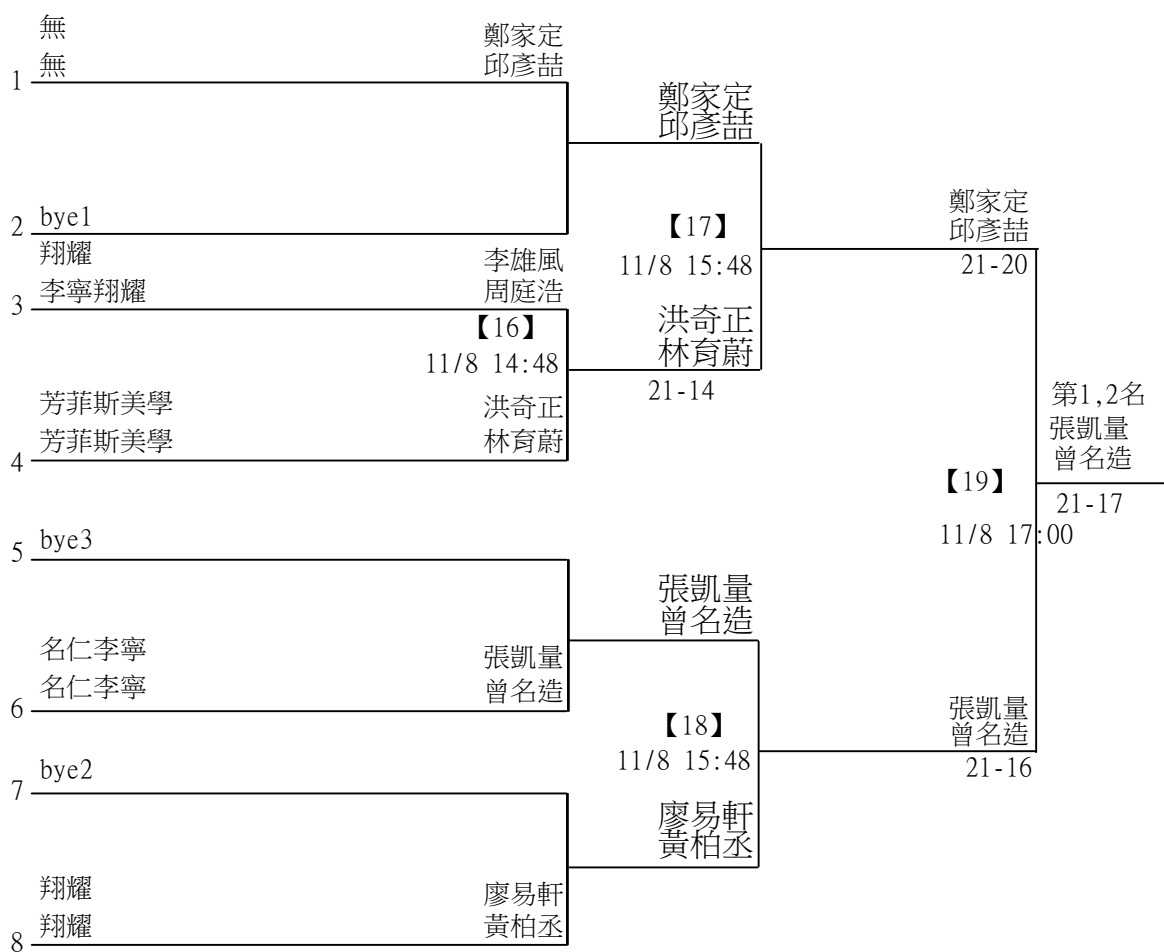 無
無
鄭家定
邱彥喆
1
鄭家定
邱彥喆
2
bye1
【17】
11/8 15:48
鄭家定
邱彥喆
21-20
翔耀
李寧翔耀
李雄風
周庭浩
3
【16】
11/8 14:48
洪奇正
林育蔚
21-14
芳菲斯美學
芳菲斯美學
洪奇正
林育蔚
4
第1,2名
張凱量
曾名造
21-17
【19】
11/8 17:00
5
bye3
張凱量
曾名造
名仁李寧
名仁李寧
張凱量
曾名造
6
【18】
11/8 15:48
張凱量
曾名造
21-16
7
bye2
廖易軒
黃柏丞
翔耀
翔耀
廖易軒
黃柏丞
8